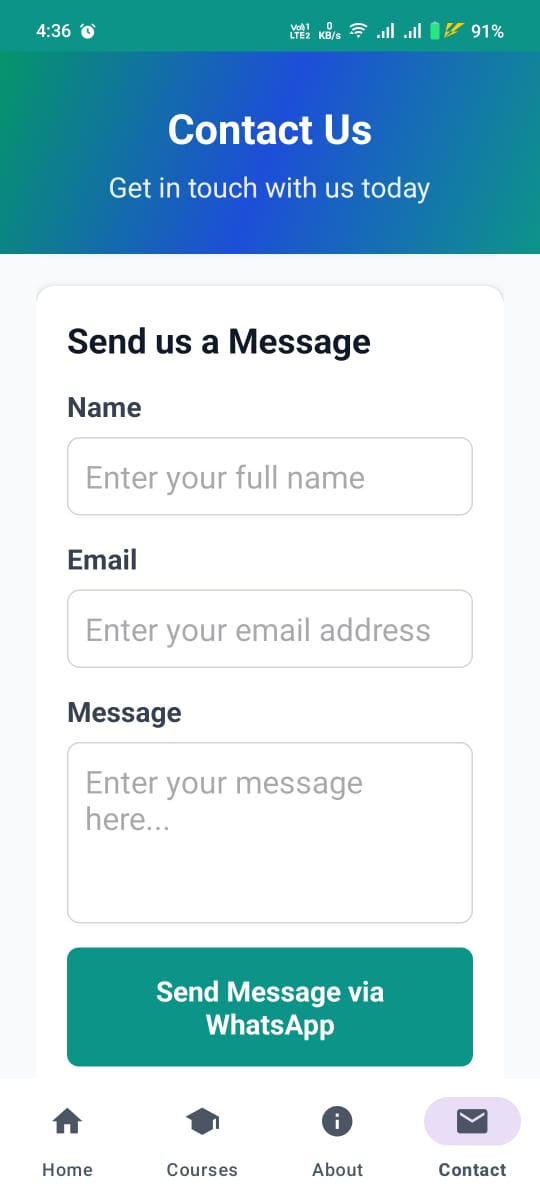 4:36
Vo)) 1
LTE2
0
KB/s
91%
Contact Us
Get in touch with us today
Send us a Message
Name
Enter your full name
Email
Enter your email address
Message
Enter your message
here...
Send Message via
WhatsApp
Home
Courses
About
Contact